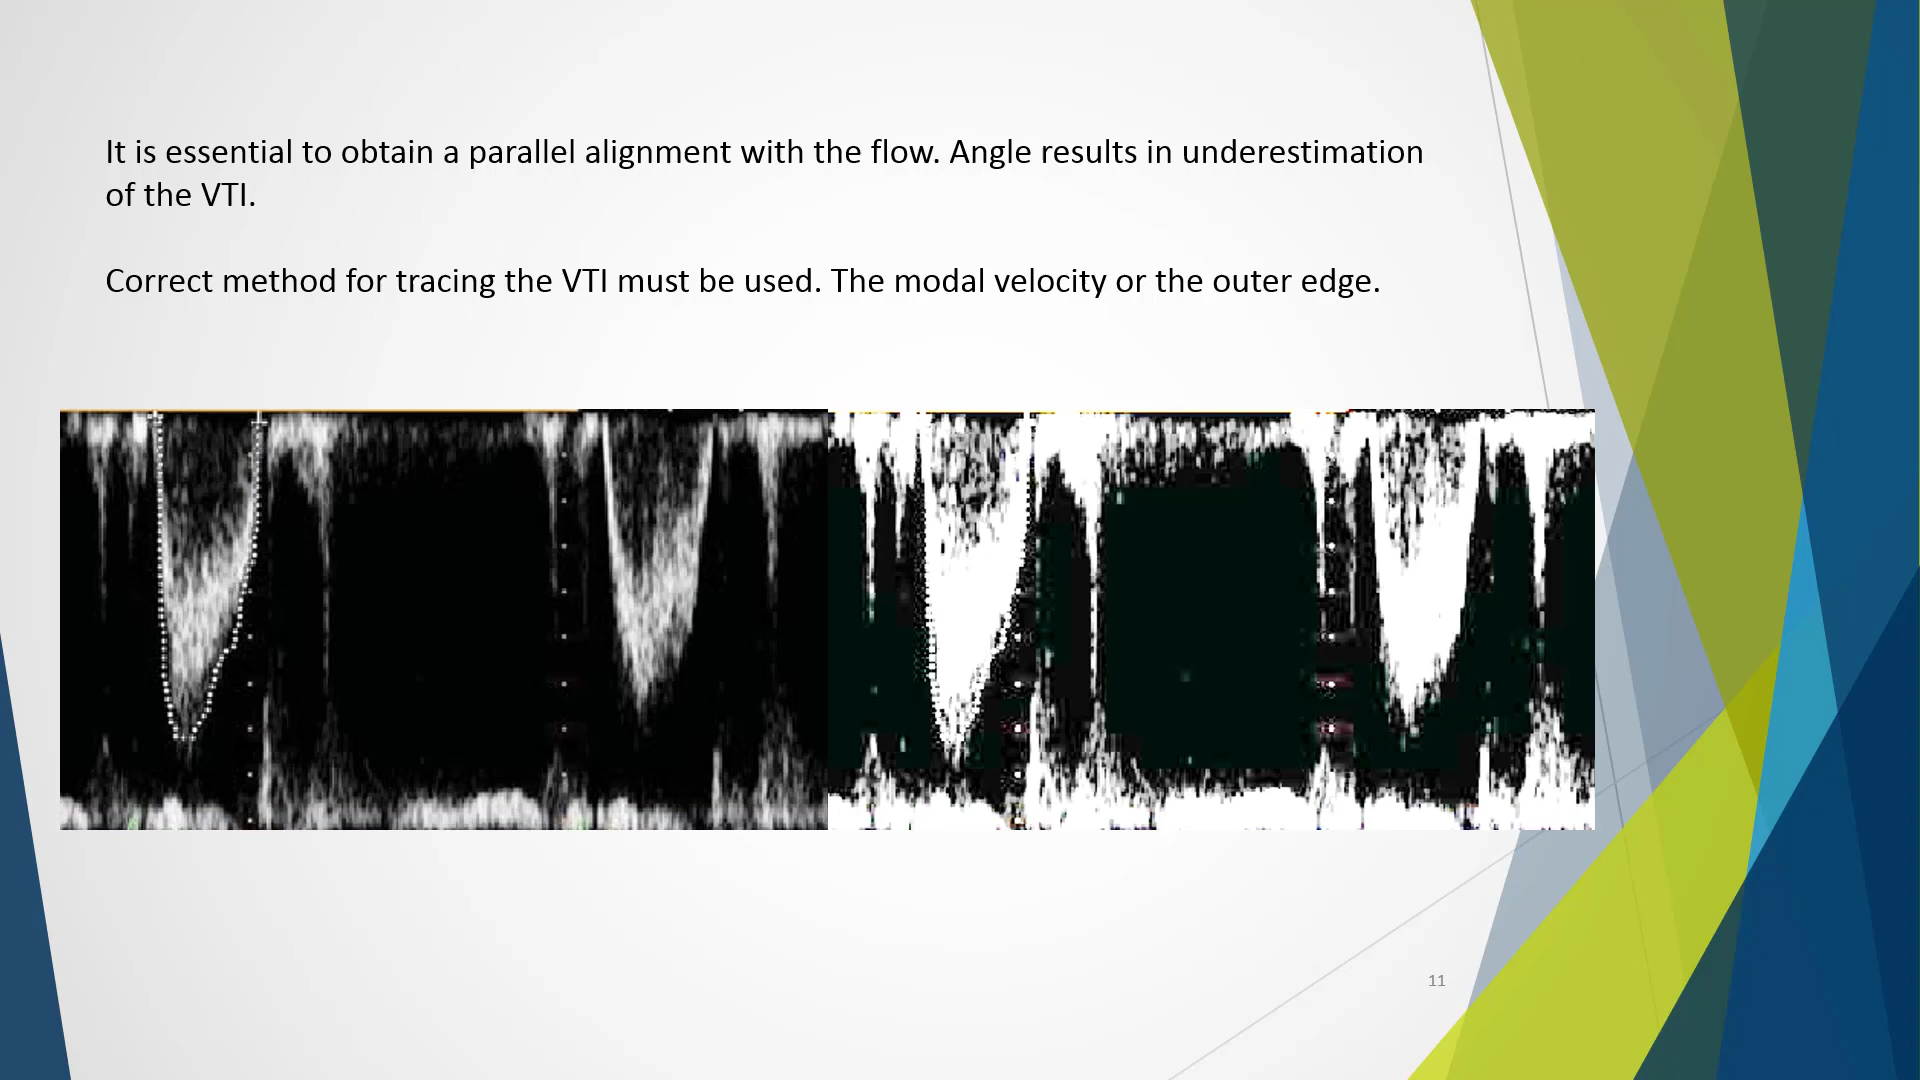 It is essential to obtain a parallel alignment with the flow. Angle results in underestimation
of the VTI.
Correct method for tracing the VTI must be used. The modal velocity or the outer edge.
11